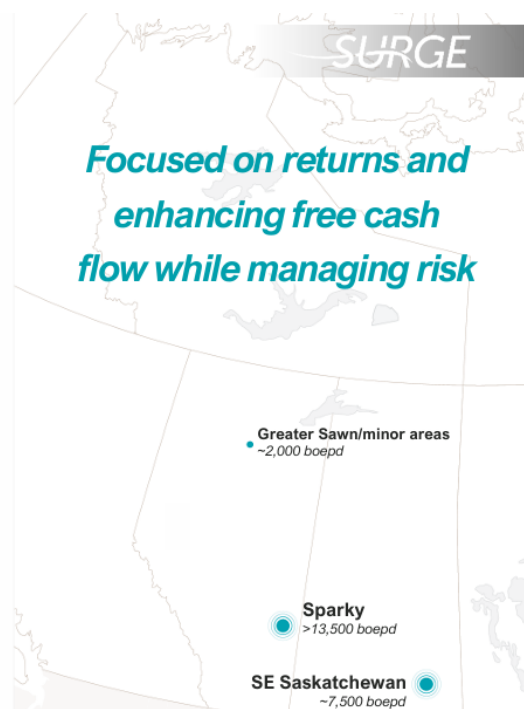 SURGE
Focused on returns and
enhancing free cash
flow while managing risk
Greater Sawn/minor areas
~2,000 boepd
Sparky
>13,500 boepd
SE Saskatchewan
~7,500 boepd